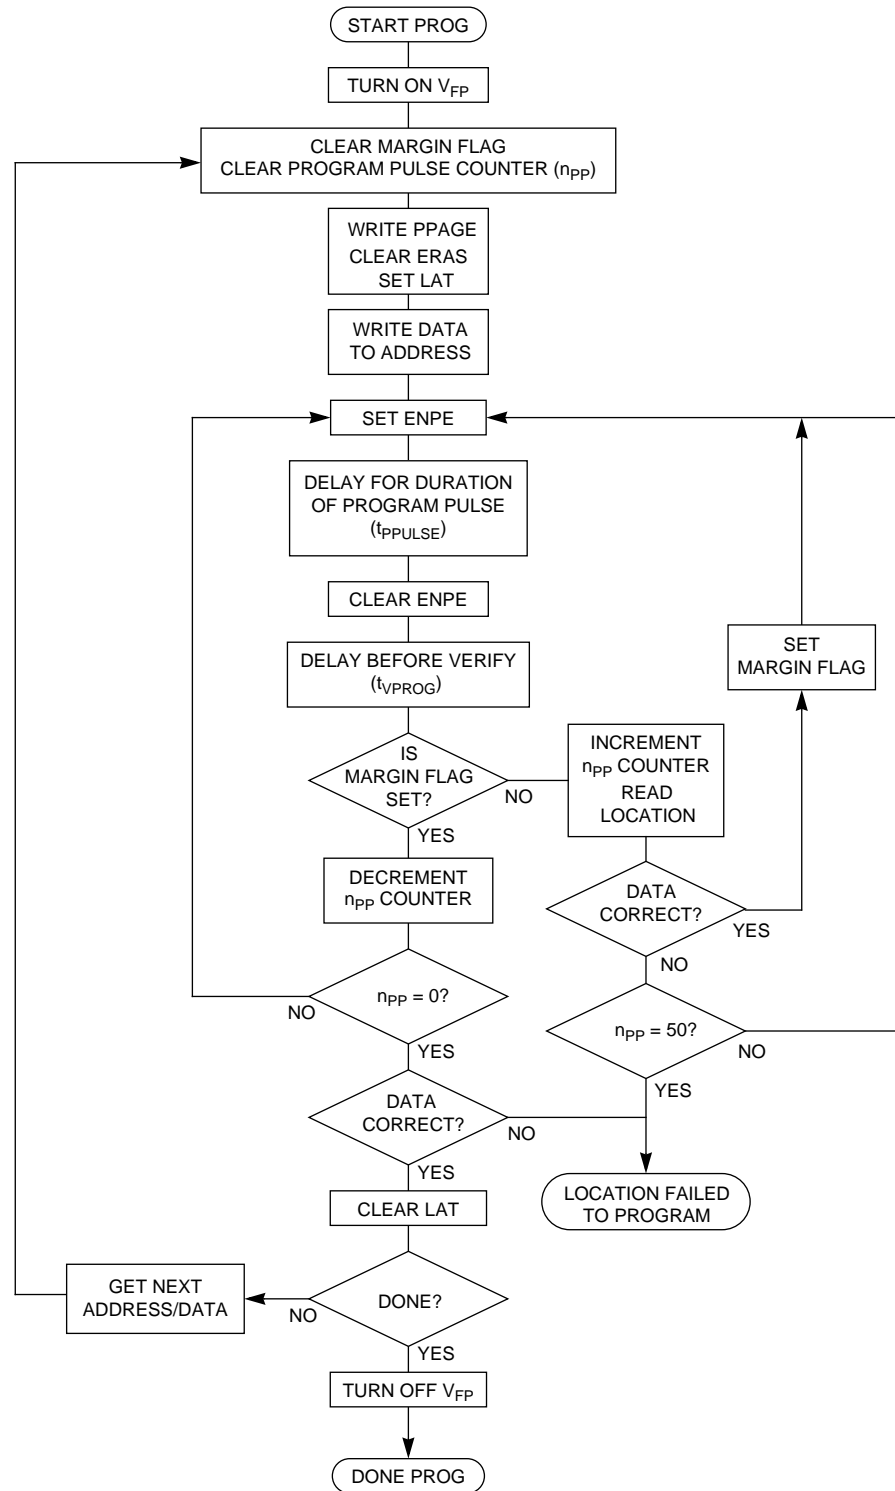 START PROG
TURN ON VFP
CLEAR MARGIN FLAG
CLEAR PROGRAM PULSE COUNTER (nPP)
WRITE PPAGE
CLEAR ERAS
SET LAT
WRITE DATA
TO ADDRESS
SET ENPE
DELAY FOR DURATION
OF PROGRAM PULSE
(tPPULSE)
CLEAR ENPE
DELAY BEFORE VERIFY
(tVPROG)
SET
MARGIN FLAG
IS
MARGIN FLAG
SET?
NO
YES
INCREMENT
nPP COUNTER
READ
LOCATION
DECREMENT
nPP COUNTER
DATA
CORRECT?
YES
NO
nPP = 0?
NO
YES
nPP = 50?
NO
YES
DATA
CORRECT?
NO
YES
LOCATION FAILED
TO PROGRAM
CLEAR LAT
GET NEXT
ADDRESS/DATA
DONE?
NO
YES
TURN OFF VFP
DONE PROG